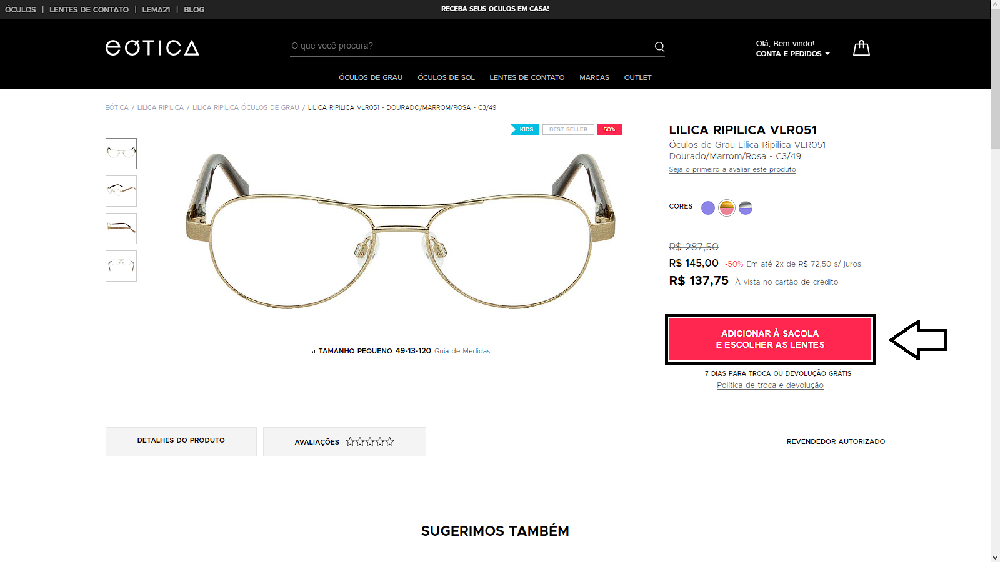 ÓCULOS | LENTES DE CONTATO | LEMA21 | BLOG
RECEBA SEUS OCULOS EM CASA!
EÓTICA
O que você procura?
Olá, Bem vindo!
CONTA E PEDIDOS
ÓCULOS DE GRAU ÓCULOS DE SOL LENTES DE CONTATO MARCAS OUTLET
EÓTICA / LILICA RIPILICA / LILICA RIPILICA ÓCULOS DE GRAU / LILICA RIPILICA VLR051 - DOURADO/MARROM/ROSA - C3/49
KIDS BEST SELLER 50%
LILICA RIPILICA VLR051
Óculos de Grau Lilica Ripilica VLR051 -
Dourado/Marrom/Rosa - C3/49
Seja o primeiro a avaliar este produto
CORES
R$ 287,50
R$ 145,00 -50% Em até 2x de R$ 72,50 s/ juros
R$ 137,75 À vista no cartão de crédito
ADICIONAR À SACOLA
E ESCOLHER AS LENTES
TAMANHO PEQUENO 49-13-120 Guia de Medidas
7 DIAS PARA TROCA OU DEVOLUÇÃO GRÁTIS
Política de troca e devolução
DETALHES DO PRODUTO
AVALIAÇÕES
REVENDEDOR AUTORIZADO
SUGERIMOS TAMBÉM